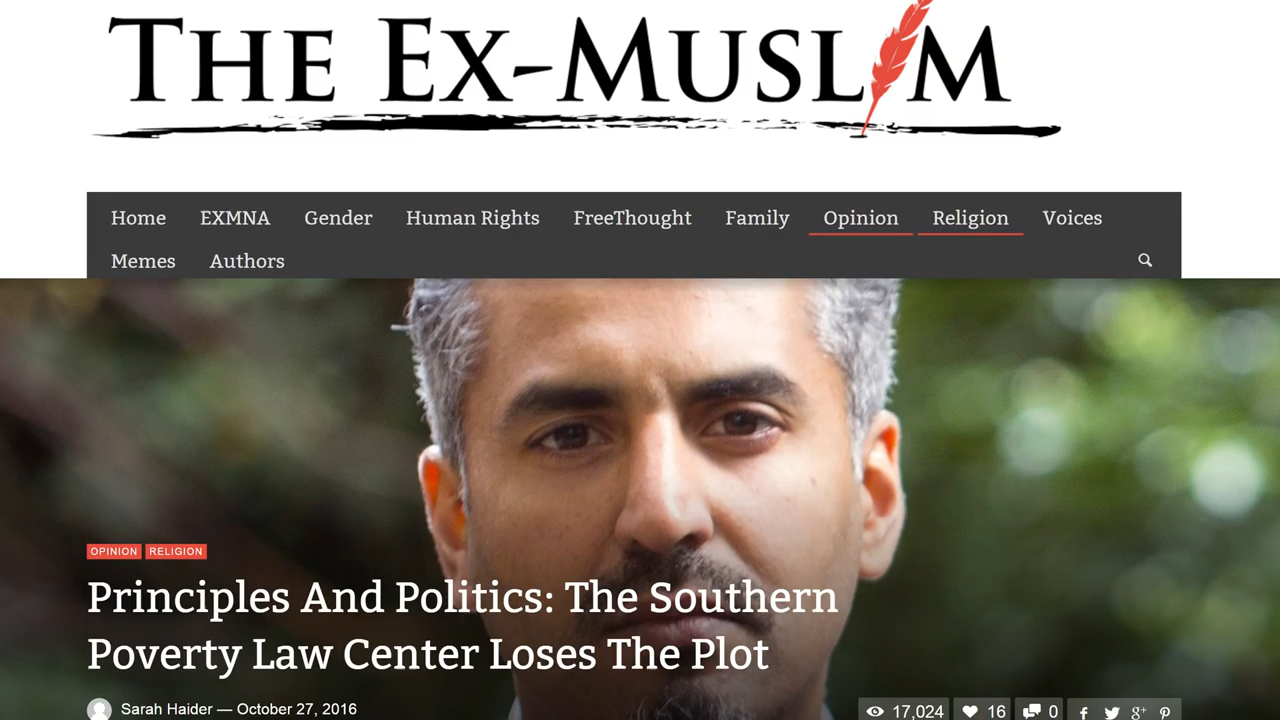 THE EX-MUSLIM
Home EXMNA Gender Human Rights FreeThought Family Opinion Religion Voices
Memes Authors
OPINION RELIGION
Principles And Politics: The Southern
Poverty Law Center Loses The Plot
Sarah Haider — October 27, 2016 17,024 16 0